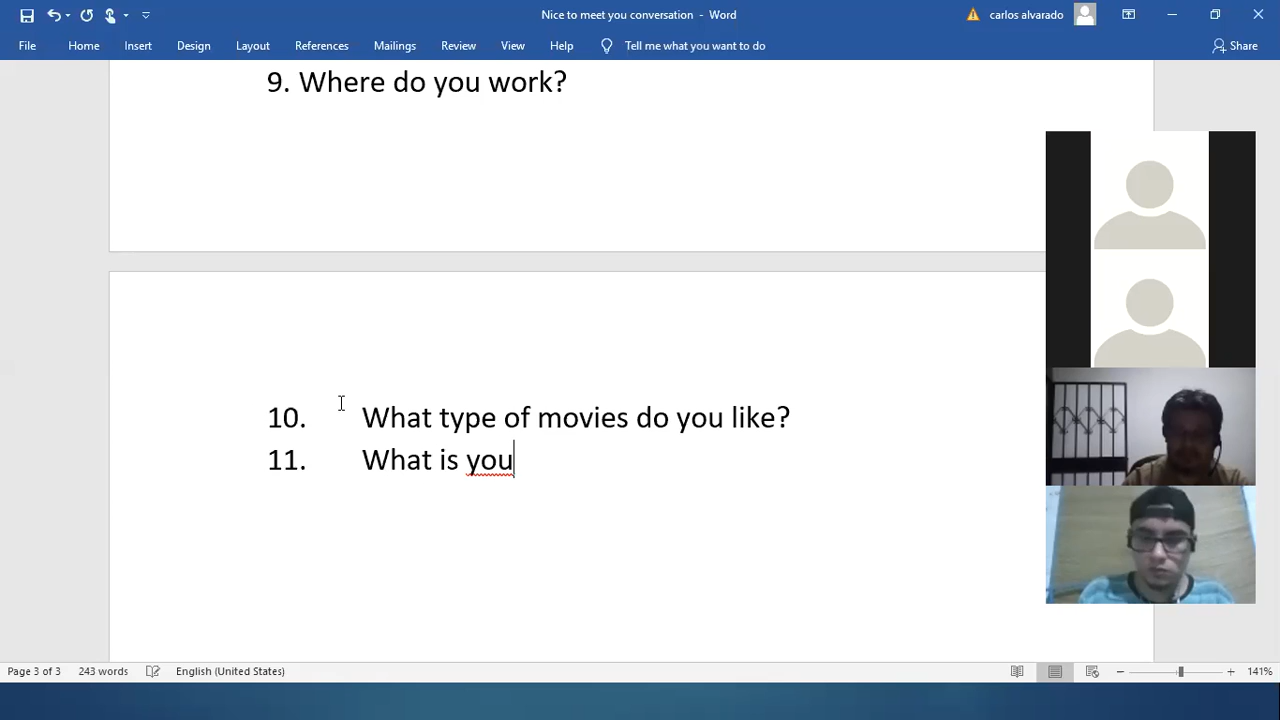 Nice to meet you conversation - Word
carlos alvarado
File Home Insert Design Layout References Mailings Review View Help Tell me what you want to do Share
9. Where do you work?
10. What type of movies do you like?
11. What is you
Page 3 of 3 243 words English (United States) 141%